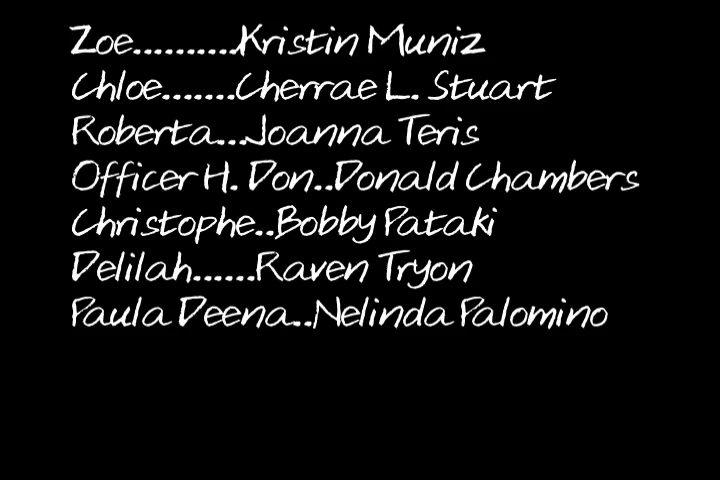 Zoe..........Kristin Muniz
Chloe.......Cherrae L. Stuart
Roberta...Joanna Teris
Officer H. Don..Donald Chambers
Christophe..Bobby Pataki
Delilah......Raven Tryon
Paula Deena..Nelinda Palomino